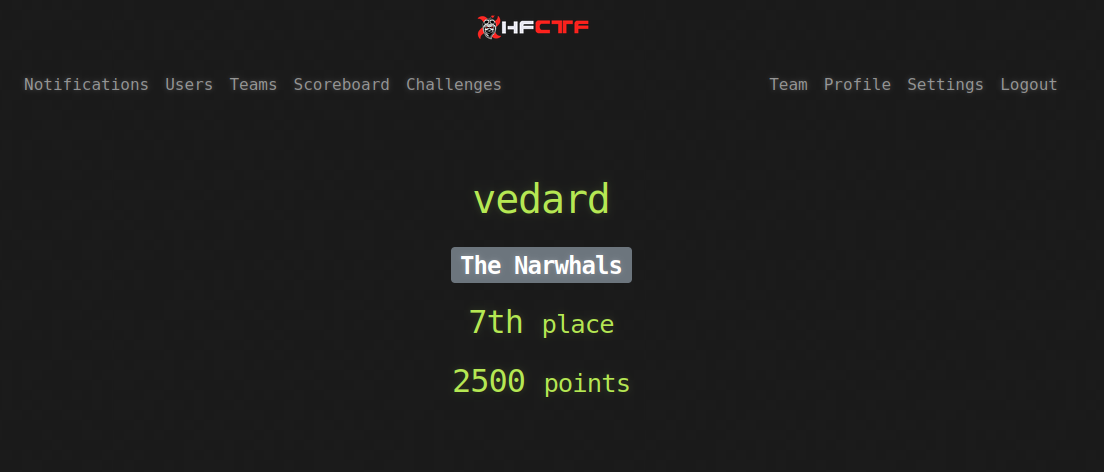 HFCTF
Notifications Users Teams Scoreboard Challenges Team Profile Settings Logout
vedard
The Narwhals
7th place
2500 points